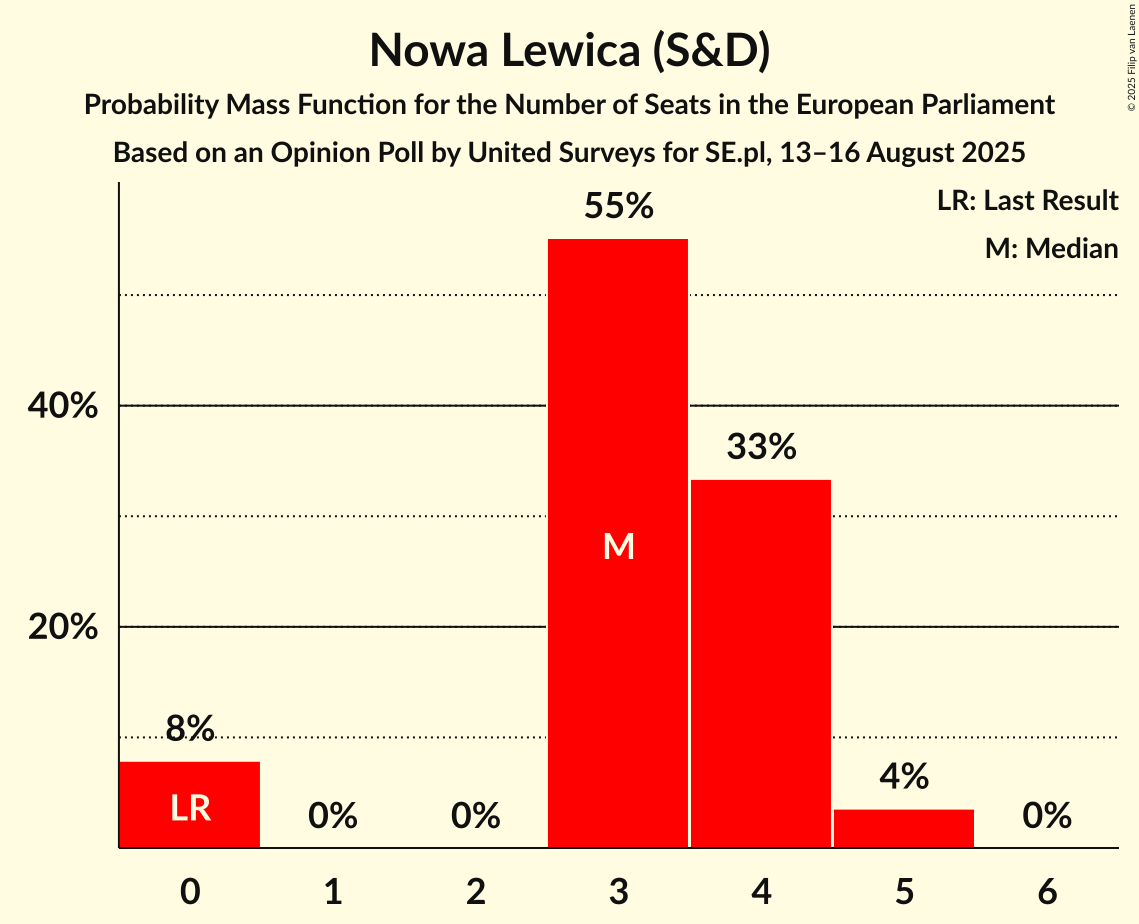 Nowa Lewica (S&D)
Probability Mass Function for the Number of Seats in the European Parliament
Based on an Opinion Poll by United Surveys for SE.pl, 13–16 August 2025
© 2025 Filip van Laenen
LR: Last Result
M: Median
55%
40%
33%
M
20%
8%
LR
0%
0%
4%
0%
0 1 2 3 4 5 6